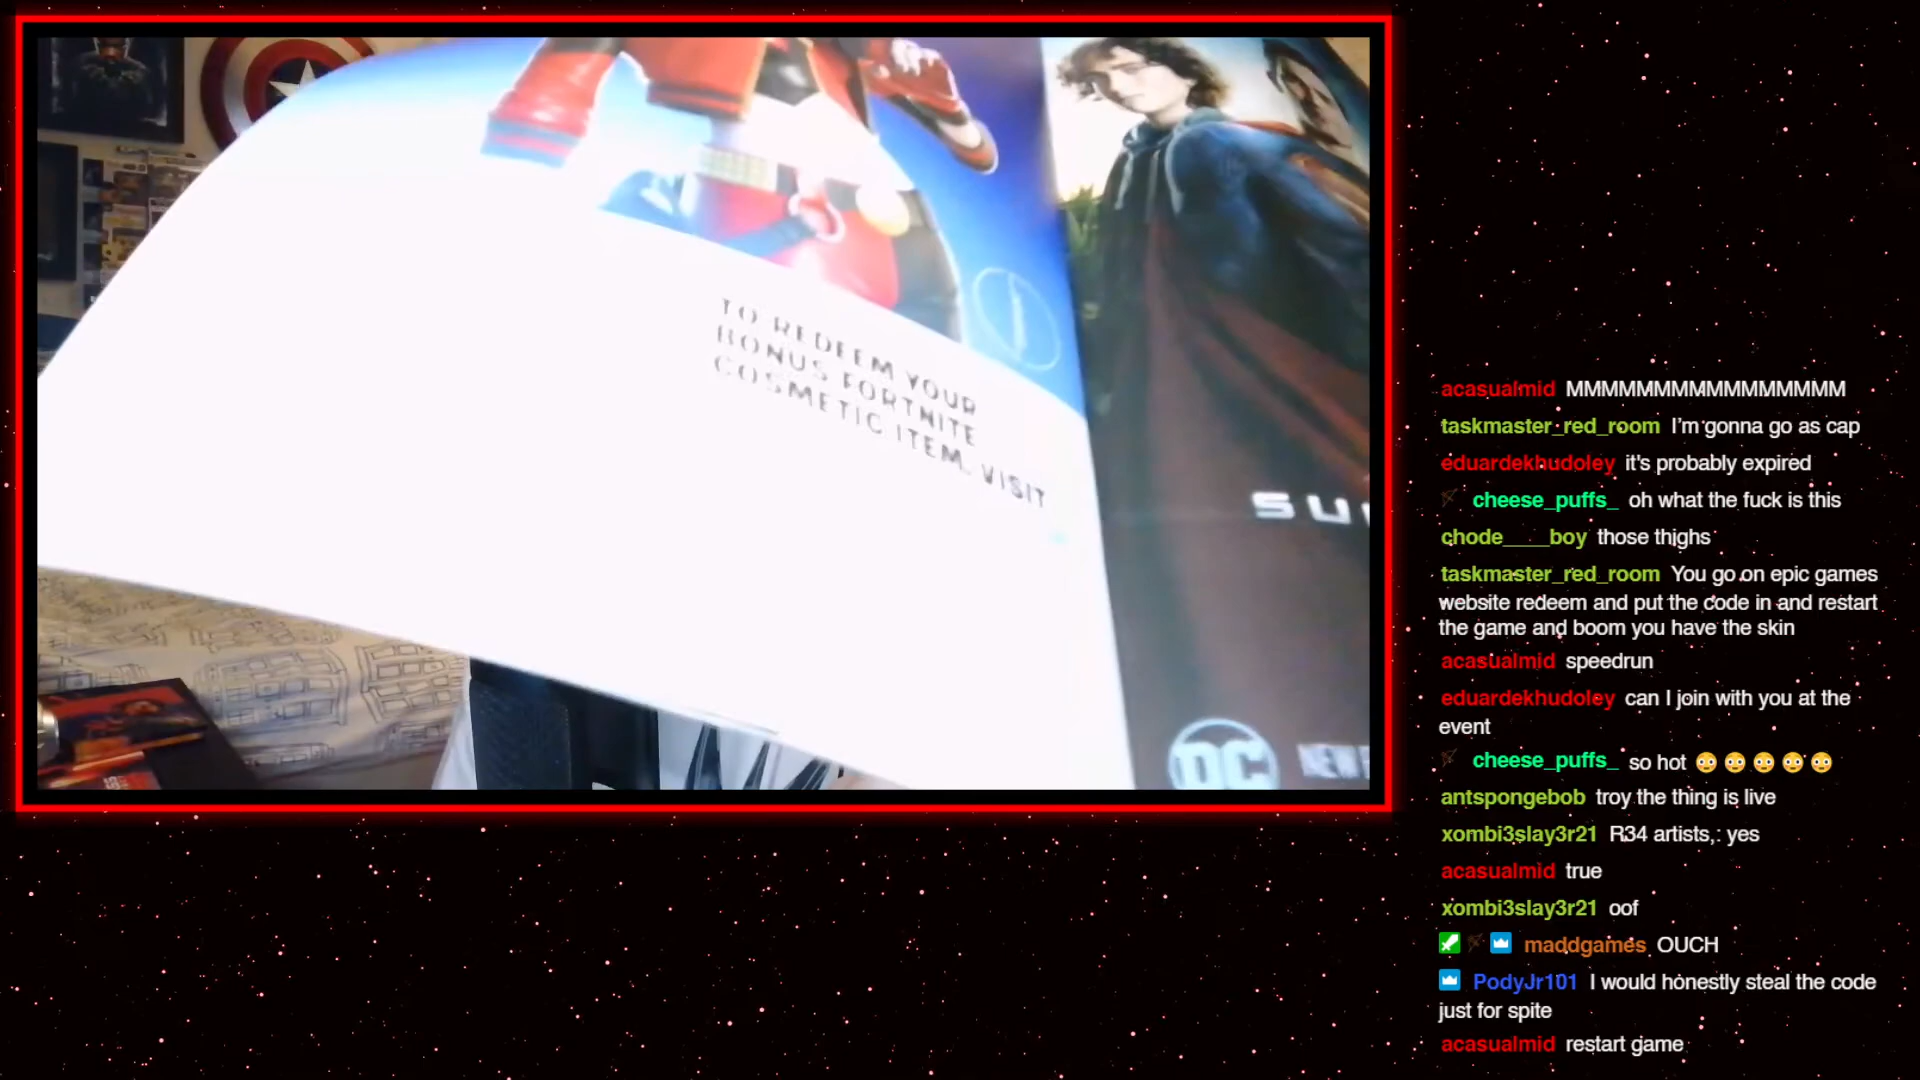 TO REDEEM YOUR
BONUS FORTNITE
COSMETIC ITEM, VISIT
SU
DC
NEW
acasualmid MMMMMMMMMMMMMMMM
taskmaster_red_room I'm gonna go as cap
eduardekhudoley it's probably expired
cheese_puffs_ oh what the fuck is this
chode____boy those thighs
taskmaster_red_room You go on epic games
website redeem and put the code in and restart
the game and boom you have the skin
acasualmid speedrun
eduardekhudoley can I join with you at the
event
cheese_puffs_ so hot 😳 😳 😳 😳 😳
antspongebob troy the thing is live
xombi3slay3r21 R34 artists,: yes
acasualmid true
xombi3slay3r21 oof
maddgames OUCH
PodyJr101 I would honestly steal the code
just for spite
acasualmid restart game